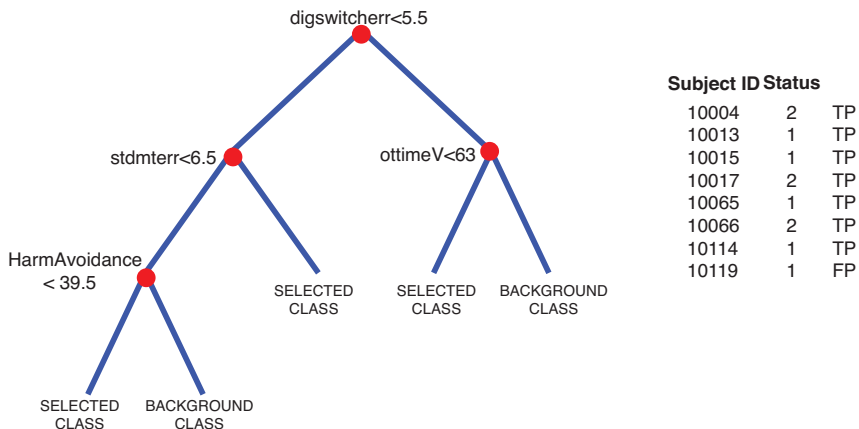 digswitcherr<5.5
stdmterr<6.5
ottimeV<63
HarmAvoidance
< 39.5
SELECTED
CLASS
SELECTED
CLASS
BACKGROUND
CLASS
SELECTED
CLASS
BACKGROUND
CLASS
Subject ID Status
10004 2 TP
10013 1 TP
10015 1 TP
10017 2 TP
10065 1 TP
10066 2 TP
10114 1 TP
10119 1 FP